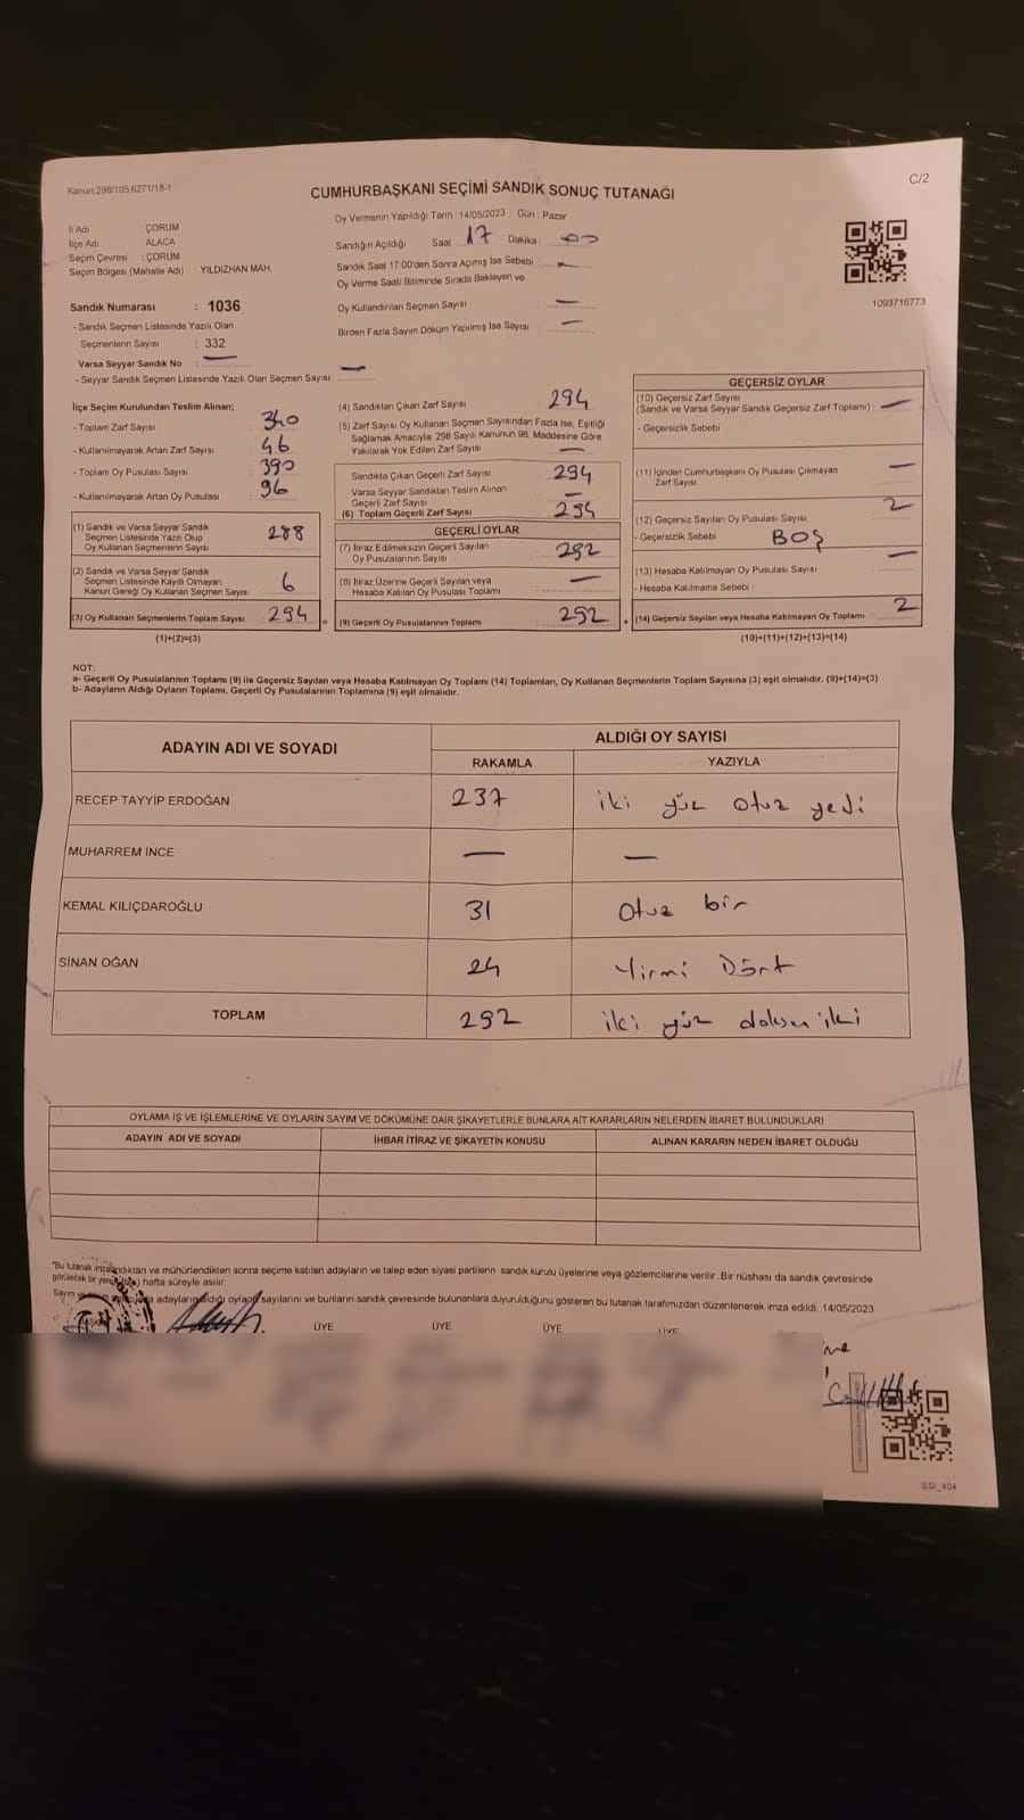 Kanun:298/105 6271/18-1
C/2
CUMHURBAŞKANI SEÇİMİ SANDIK SONUÇ TUTANAĞI
Oy Vermenin Yapıldığı Tarih :14/05/2023 Gün : Pazar
İl Adı ÇORUM
İlçe Adı ALACA
Seçim Çevresi : ÇORUM
Seçim Bölgesi (Mahalle Adı) YILDIZHAN MAH.
Sandığın Açıldığı Saat 17 Dakika 00
Sandık Saat 17:00'den Sonra Açılmış İse Sebebi —
Oy Verme Saati Bitiminde Sırada Bekleyen ve
Oy Kullandırılan Seçmen Sayısı —
Birden Fazla Sayım Döküm Yapılmış İse Sayısı —
1093716773
Sandık Numarası : 1036
- Sandık Seçmen Listesinde Yazılı Olan
Seçmenlerin Sayısı : 332
Varsa Seyyar Sandık No : —
- Seyyar Sandık Seçmen Listesinde Yazılı Olan Seçmen Sayısı —
İlçe Seçim Kurulundan Teslim Alınan;
- Toplam Zarf Sayısı 340
- Kullanılmayarak Artan Zarf Sayısı 46
- Toplam Oy Pusulası Sayısı 390
- Kullanılmayarak Artan Oy Pusulası 96
(1) Sandık ve Varsa Seyyar Sandık
Seçmen Listesinde Yazılı Olup
Oy Kullanan Seçmenlerin Sayısı 288
(2) Sandık ve Varsa Seyyar Sandık
Seçmen Listesinde Kayıtlı Olmayan
Kanun Gereği Oy Kullanan Seçmen Sayısı 6
(3) Oy Kullanan Seçmenlerin Toplam Sayısı 294
(1)+(2)=(3)
(4) Sandıktan Çıkan Zarf Sayısı 294
(5) Zarf Sayısı Oy Kullanan Seçmen Sayısından Fazla İse, Eşitliği
Sağlamak Amacıyla 298 Sayılı Kanunun 98. Maddesine Göre
Yakılarak Yok Edilen Zarf Sayısı —
Sandıkta Çıkan Geçerli Zarf Sayısı 294
Varsa Seyyar Sandıktan Teslim Alınan
Geçerli Zarf Sayısı —
(6) Toplam Geçerli Zarf Sayısı 294
GEÇERLİ OYLAR
(7) İtiraz Edilmeksizin Geçerli Sayılan
Oy Pusulalarının Sayısı 292
(8) İtiraz Üzerine Geçerli Sayılan veya
Hesaba Katılan Oy Pusulası Toplamı —
(9) Geçerli Oy Pusulalarının Toplamı 292
GEÇERSİZ OYLAR
(10) Geçersiz Zarf Sayısı
(Sandık ve Varsa Seyyar Sandık Geçersiz Zarf Toplamı) : —
- Geçersizlik Sebebi
(11) İçinden Cumhurbaşkanı Oy Pusulası Çıkmayan —
Zarf Sayısı
(12) Geçersiz Sayılan Oy Pusulası Sayısı 2
- Geçersizlik Sebebi BOŞ
(13) Hesaba Katılmayan Oy Pusulası Sayısı —
- Hesaba Katılmama Sebebi :
(14) Geçersiz Sayılan veya Hesaba Katılmayan Oy Toplamı 2
(10)+(11)+(12)+(13)=(14)
NOT:
a- Geçerli Oy Pusulalarının Toplamı (9) ile Geçersiz Sayılan veya Hesaba Katılmayan Oy Toplamı (14) Toplamları, Oy Kullanan Seçmenlerin Toplam Sayısına (3) eşit olmalıdır. (9)+(14)=(3)
b- Adayların Aldığı Oyların Toplamı, Geçerli Oy Pusulalarının Toplamına (9) eşit olmalıdır.
ADAYIN ADI VE SOYADI ALDIĞI OY SAYISI
RAKAMLA YAZIYLA
RECEP TAYYİP ERDOĞAN 237 iki yüz otuz yedi
MUHARREM İNCE — —
KEMAL KILIÇDAROĞLU 31 Otuz bir
SİNAN OĞAN 24 Yirmi Dört
TOPLAM 292 iki yüz doksan iki
OYLAMA İŞ VE İŞLEMLERİNE VE OYLARIN SAYIM VE DÖKÜMÜNE DAİR ŞİKAYETLERLE BUNLARA AİT KARARLARIN NELERDEN İBARET BULUNDUKLARI
ADAYIN ADI VE SOYADI İHBAR İTİRAZ VE ŞİKAYETİN KONUSU ALINAN KARARIN NEDEN İBARET OLDUĞU
"Bu tutanak imzalandıktan ve mühürlendikten sonra seçime katılan adayların ve talep eden siyasi partilerin sandık kurulu üyelerine veya gözlemcilerine verilir. Bir nüshası da sandık çevresinde
hafta süreyle asılır.
adayların aldığı oyların sayılarını ve bunların sandık çevresinde bulunanlara duyurulduğunu gösteren bu tutanak tarafımızdan düzenlenerek imza edildi. 14/05/2023
ÜYE ÜYE ÜYE ÜYE